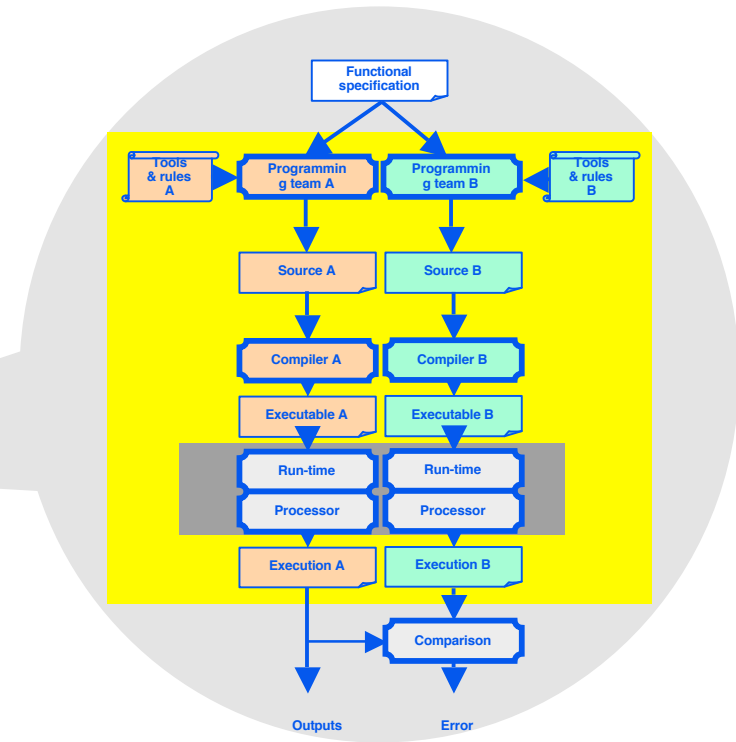 Functional
specification
Tools
& rules
A
Programmin
g team A
Programmin
g team B
Tools
& rules
B
Source A
Source B
Compiler A
Compiler B
Executable A
Executable B
Run-time
Run-time
Processor
Processor
Execution A
Execution B
Comparison
Outputs
Error